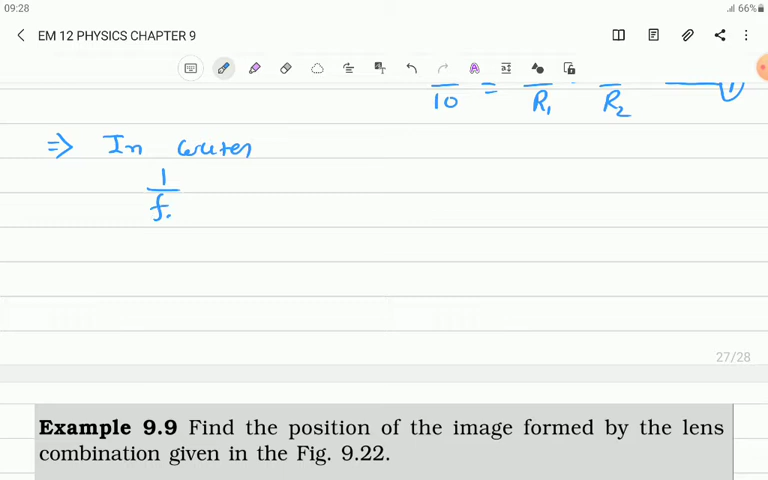 09:28 66%
EM 12 PHYSICS CHAPTER 9
10 = R₁ R₂
⇒ In water
1
f.
27/28
Example 9.9 Find the position of the image formed by the lens
combination given in the Fig. 9.22.